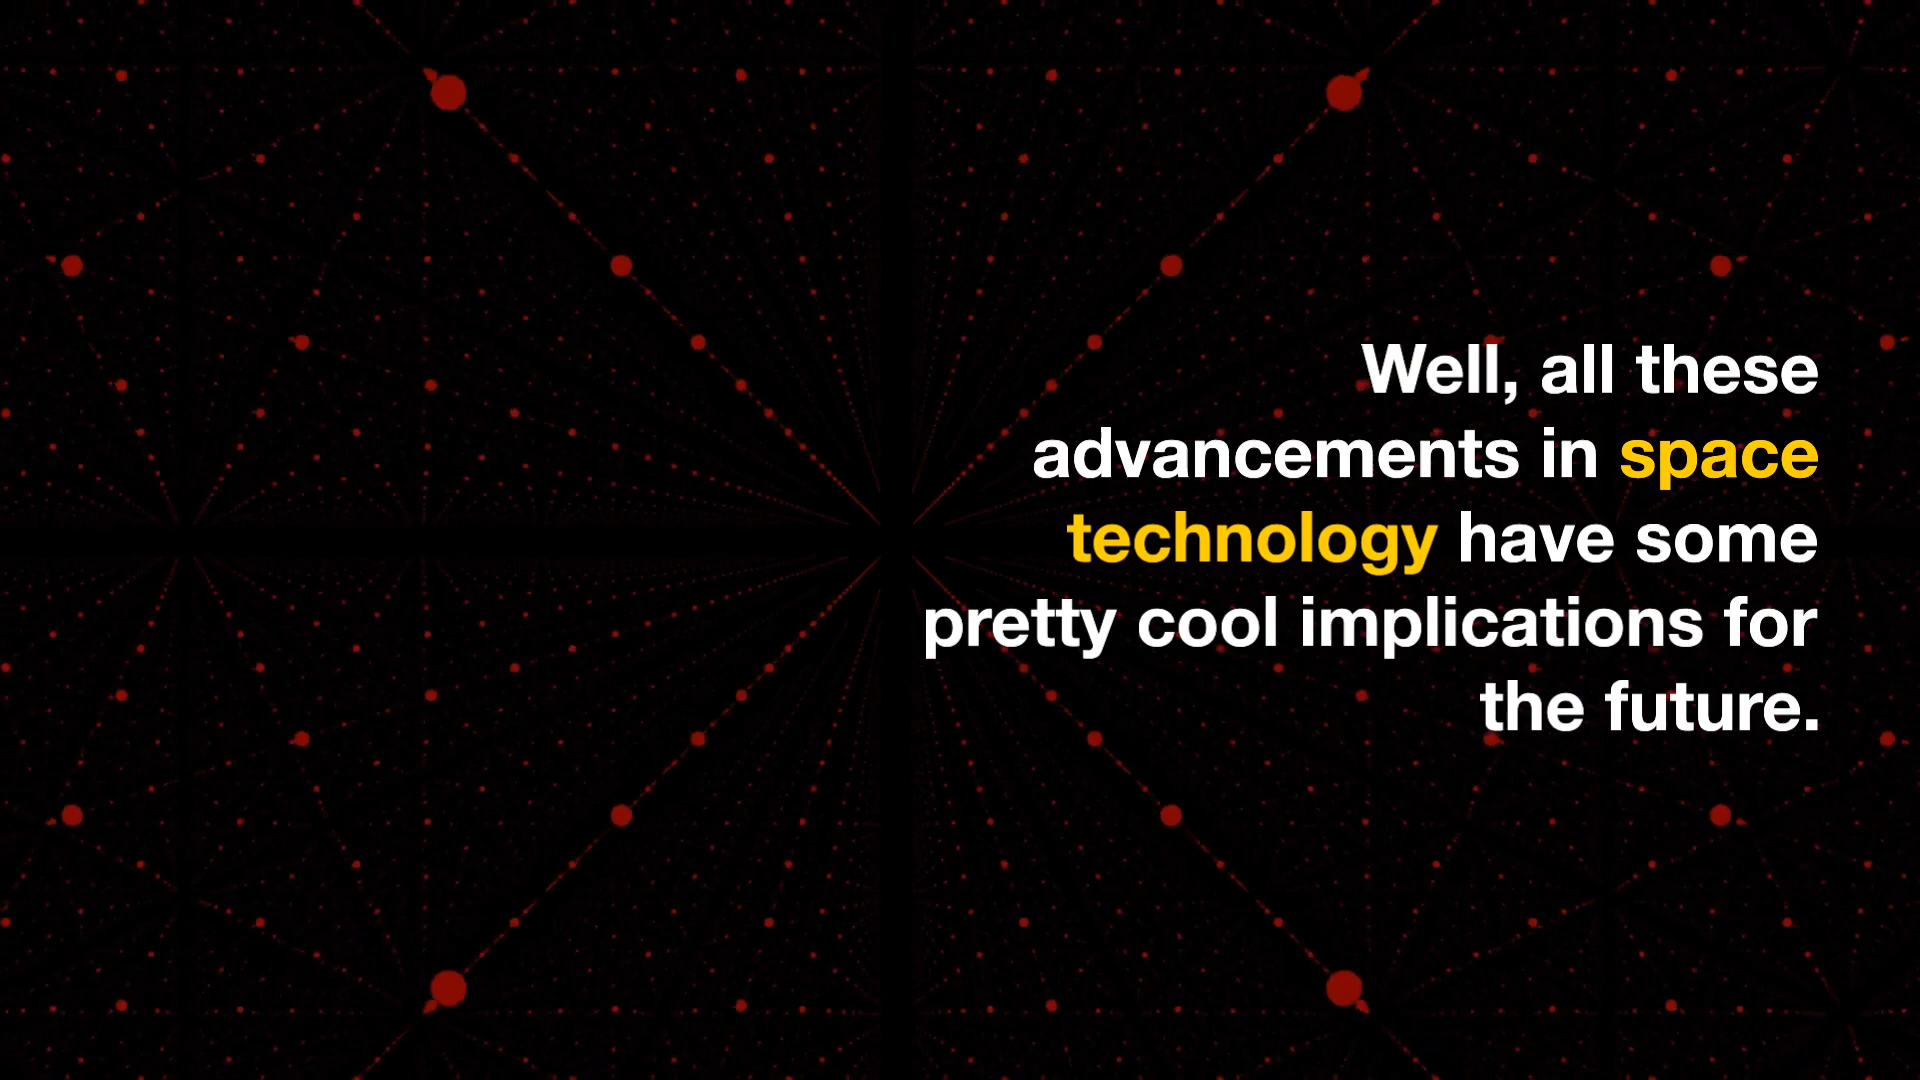 Well, all these
advancements in space
technology have some
pretty cool implications for
the future.